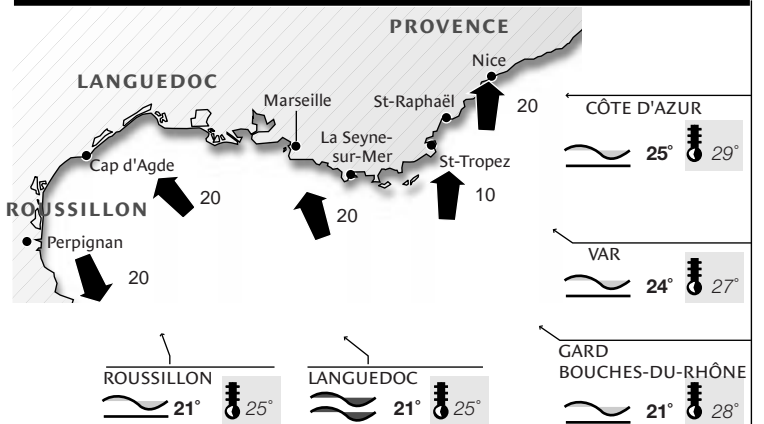 PROVENCE
Nice
LANGUEDOC
Marseille
St-Raphaël
20
CÔTE D'AZUR
La Seyne-
sur-Mer
25°
29°
Cap d'Agde
St-Tropez
20
20
10
ROUSSILLON
Perpignan
20
VAR
24°
27°
ROUSSILLON
21°
25°
LANGUEDOC
21°
25°
GARD
BOUCHES-DU-RHÔNE
21°
28°